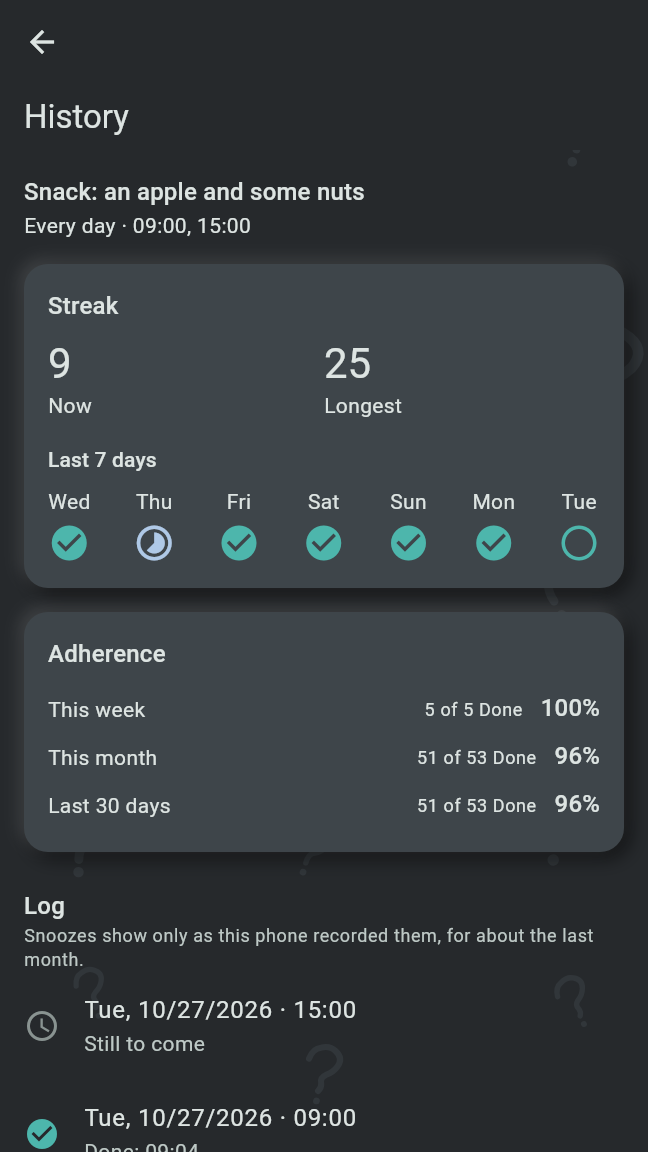 History
Snack: an apple and some nuts
Every day · 09:00, 15:00
Streak
9
25
Now
Longest
Last 7 days
Wed Thu Fri Sat Sun Mon Tue
Adherence
This week 5 of 5 Done 100%
This month 51 of 53 Done 96%
Last 30 days 51 of 53 Done 96%
Log
Snoozes show only as this phone recorded them, for about the last
month.
Tue, 10/27/2026 · 15:00
Still to come
Tue, 10/27/2026 · 09:00
Done: 09:04